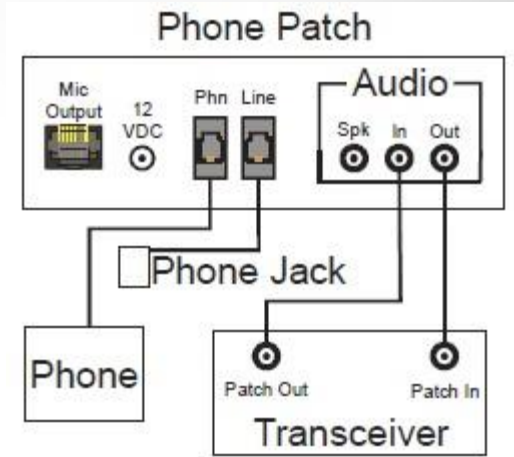 Phone Patch
Mic
Output
12
VDC
Phn Line
Audio
Spk In Out
Phone Jack
Phone
Patch Out
Patch In
Transceiver